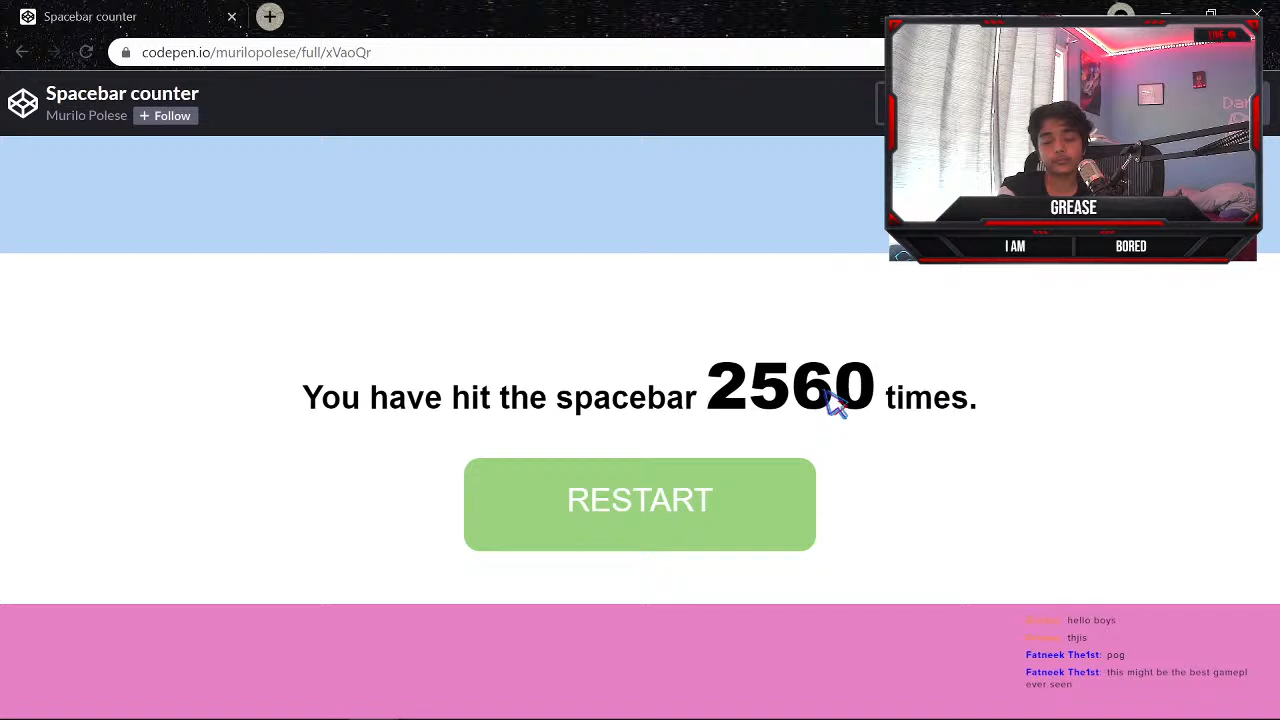 Spacebar counter
codepen.io/murilopolese/full/xVaoQr
Spacebar counter
Murilo Polese + Follow
LIVE
GREASE
I AM BORED
You have hit the spacebar 2560 times.
RESTART
hello boys
thjis
Fatneek The1st: pog
Fatneek The1st: this might be the best gamepl
ever seen